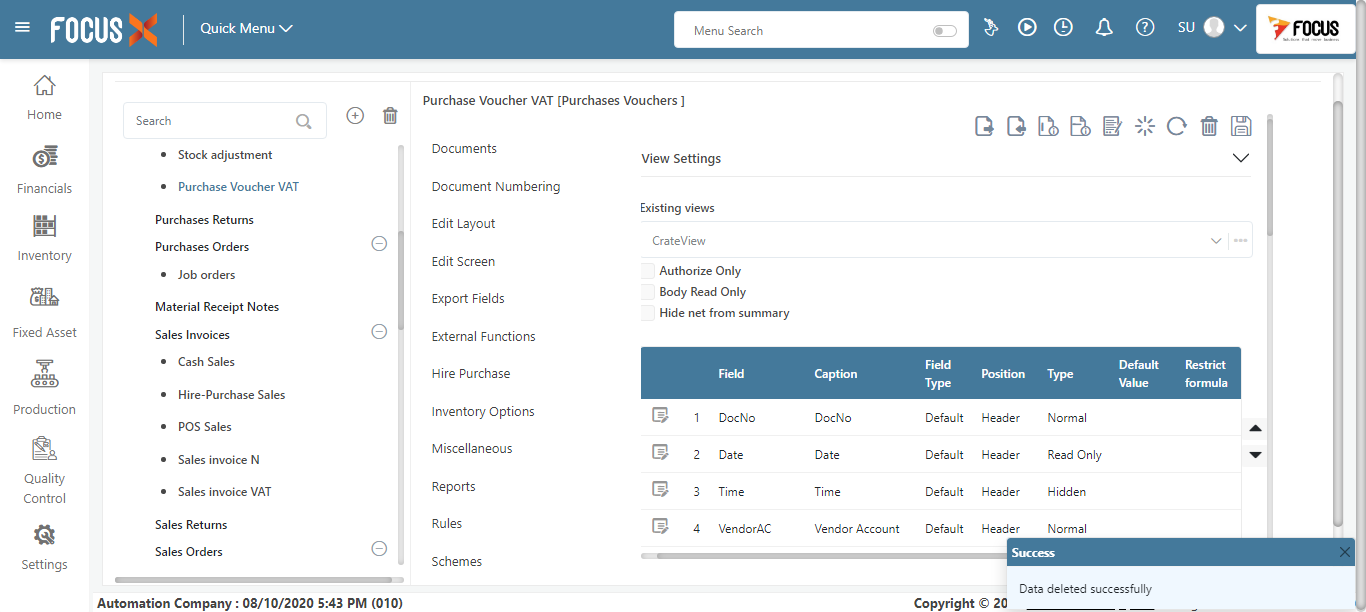 FOCUS X
Quick Menu
Menu Search
SU
FOCUS
Home
Financials
Inventory
Fixed Asset
Production
Quality
Control
Settings
Search
Stock adjustment
Purchase Voucher VAT
Purchases Returns
Purchases Orders
Job orders
Material Receipt Notes
Sales Invoices
Cash Sales
Hire-Purchase Sales
POS Sales
Sales invoice N
Sales invoice VAT
Sales Returns
Sales Orders
Purchase Voucher VAT [Purchases Vouchers ]
Documents
Document Numbering
Edit Layout
Edit Screen
Export Fields
External Functions
Hire Purchase
Inventory Options
Miscellaneous
Reports
Rules
Schemes
View Settings
Existing views
CrateView
Authorize Only
Body Read Only
Hide net from summary
Field Caption Field Type Position Type Default Value Restrict formula
1 DocNo DocNo Default Header Normal
2 Date Date Default Header Read Only
3 Time Time Default Header Hidden
4 VendorAC Vendor Account Default Header Normal
Success
Data deleted successfully
Automation Company : 08/10/2020 5:43 PM (010)
Copyright © 20